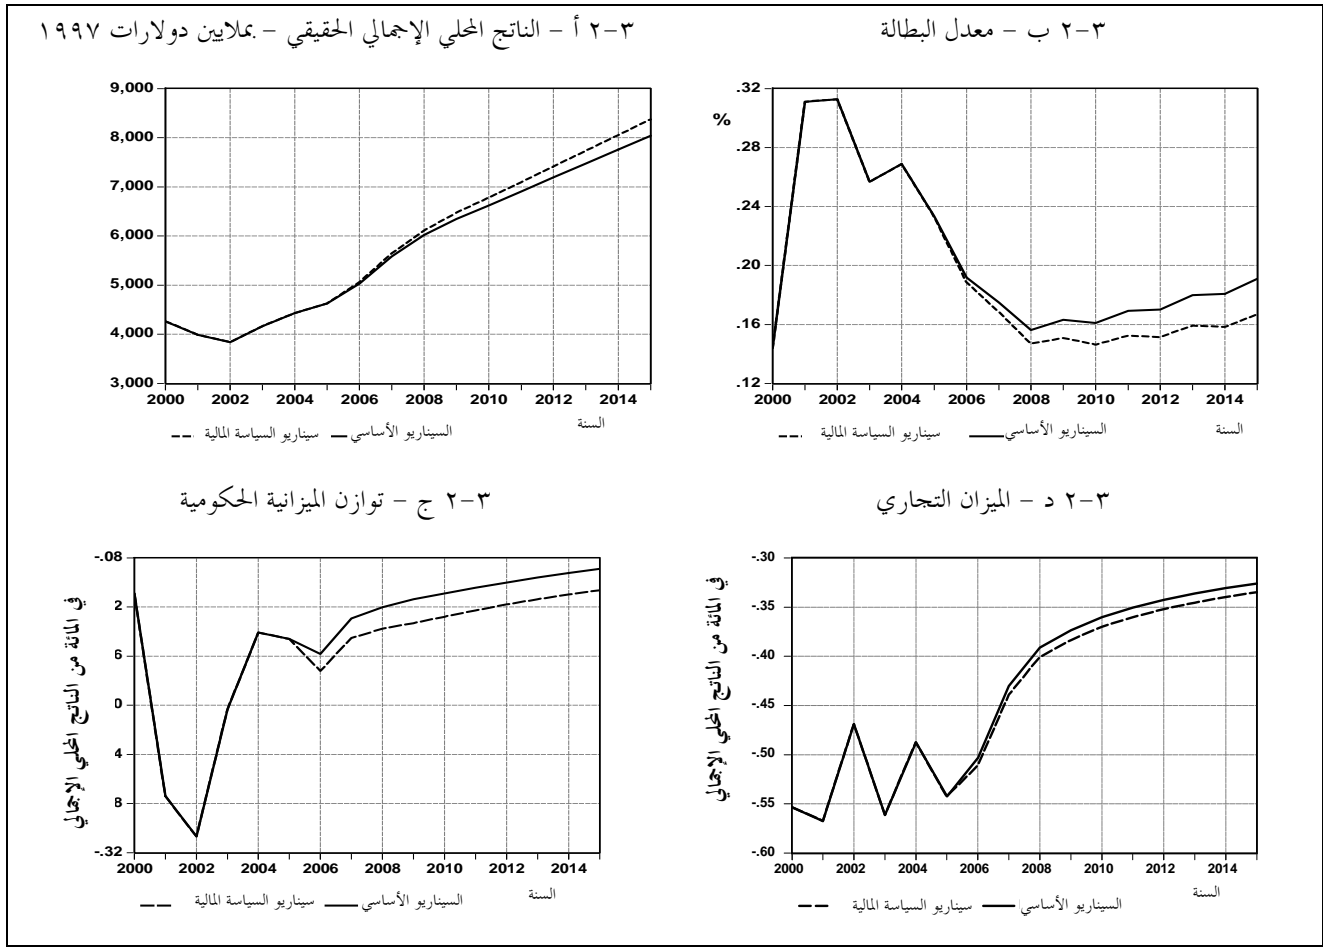 ٣-٢ أ - الناتج المحلي الإجمالي الحقيقي - بملايين دولارات ١٩٩٧
9,000
8,000
7,000
6,000
5,000
4,000
3,000
2000 2002 2004 2006 2008 2010 2012 2014
السنة
السيناريو الأساسي
سيناريو السياسة المالية
٣-٢ ب - معدل البطالة
%
.32
.28
.24
.20
.16
.12
2000 2002 2004 2006 2008 2010 2012 2014
السنة
السيناريو الأساسي
سيناريو السياسة المالية
٣-٢ ج - توازن الميزانية الحكومية
في المائة من الناتج المحلي الإجمالي
-.08
2
6
0
4
8
-.32
2000 2002 2004 2006 2008 2010 2012 2014
السنة
السيناريو الأساسي
سيناريو السياسة المالية
٣-٢ د - الميزان التجاري
في المائة من الناتج المحلي الإجمالي
-.30
-.35
-.40
-.45
-.50
-.55
-.60
2000 2002 2004 2006 2008 2010 2012 2014
السنة
السيناريو الأساسي
سيناريو السياسة المالية